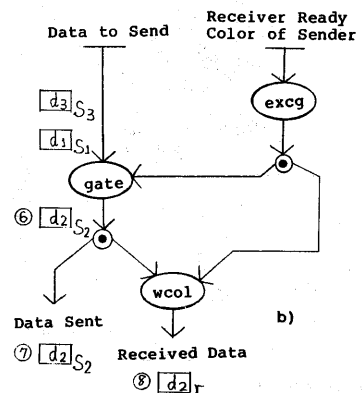 Data to Send
Receiver Ready
Color of Sender
excg
d3 S3
d1 S1
gate
⑥ d2 S2
wcol
b)
Data Sent
⑦ d2 S2
Received Data
⑧ d2 r